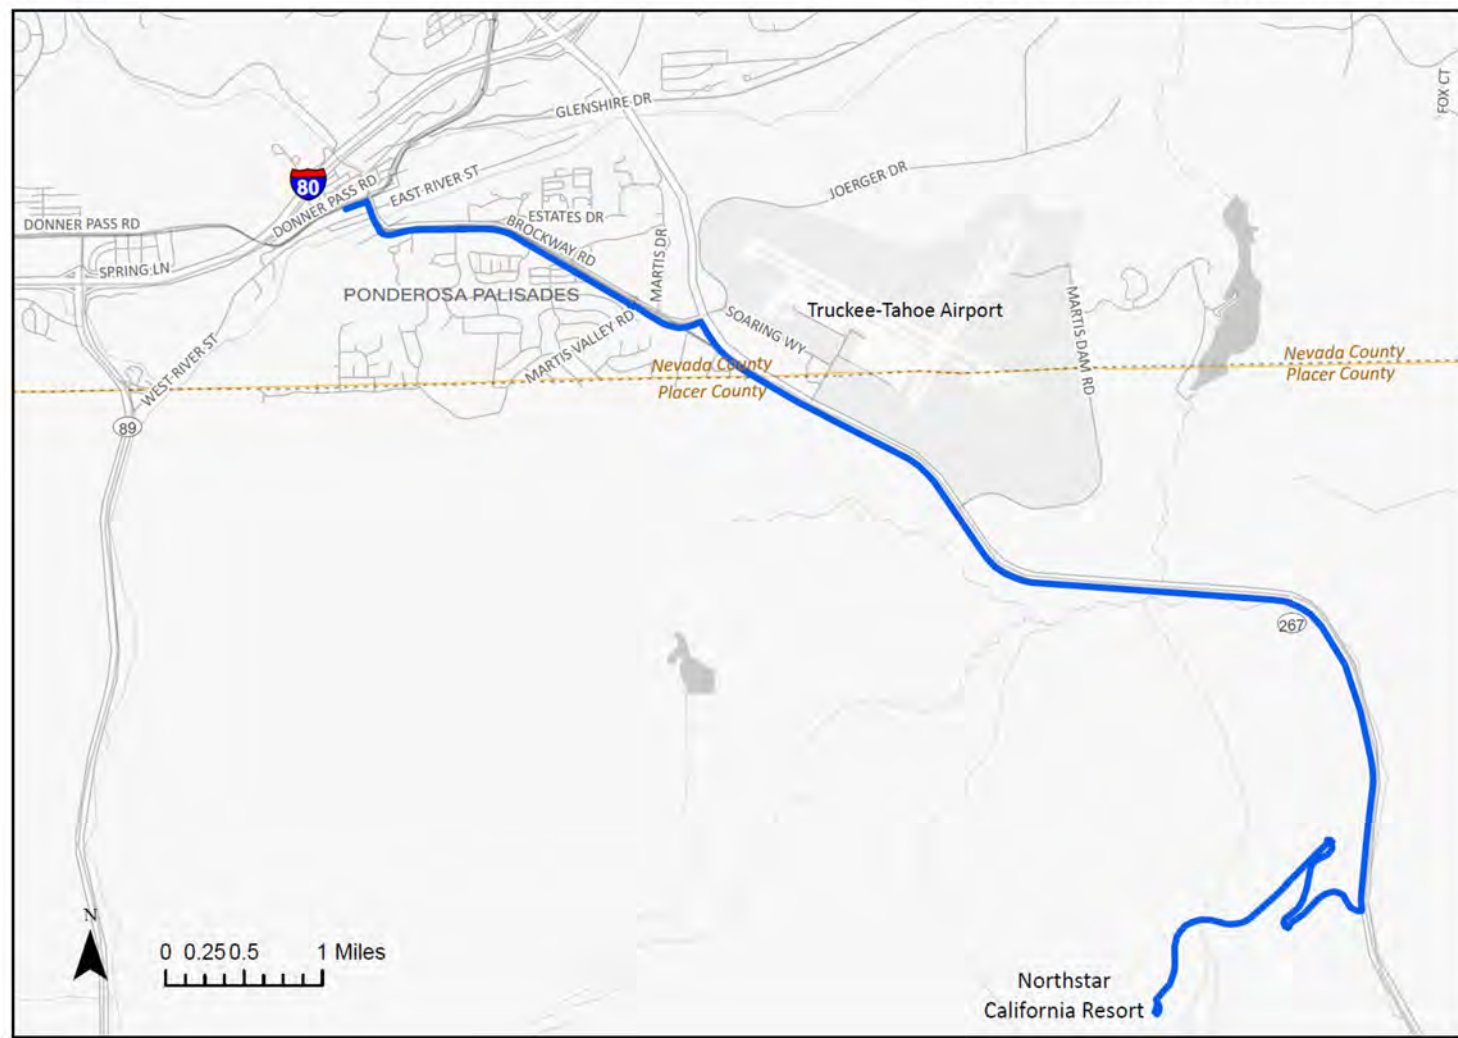 FOX CT
GLENSHIRE DR
80
DONNER PASS RD
EAST RIVER ST
JOERGER DR
DONNER PASS RD
ESTATES DR
BROCKWAY RD
SPRING LN
MARTIS DR
PONDEROSA PALISADES
MARTIS DAM RD
SOARING WY
Truckee-Tahoe Airport
MARTIS VALLEY RD
WEST RIVER ST
Nevada County
Placer County
Nevada County
Placer County
89
267
N
0 0.25 0.5 1 Miles
Northstar
California Resort